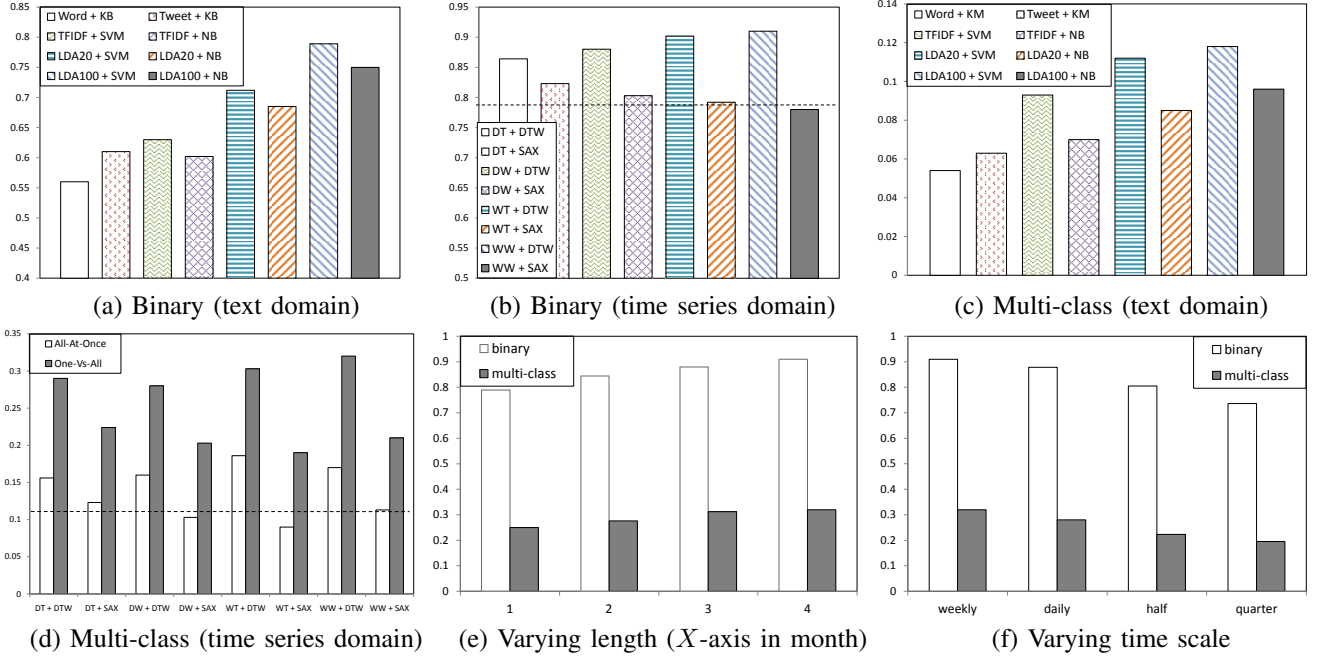 0.8
0.75
0.7
0.65
0.6
0.55
0.5
0.45
0.4
Word + KB Tweet + KB
TFIDF + SVM TFIDF + NB
LDA20 + SVM LDA20 + NB
LDA100 + SVM LDA100 + NB
(a) Binary (text domain)
0.95
0.9
0.85
0.8
0.75
0.7
0.65
0.6
0.55
0.5
DT + DTW
DT + SAX
DW + DTW
DW + SAX
WT + DTW
WT + SAX
WW + DTW
WW + SAX
(b) Binary (time series domain)
0.14
0.12
0.1
0.08
0.06
0.04
0.02
0
Word + KM Tweet + KM
TFIDF + SVM TFIDF + NB
LDA20 + SVM LDA20 + NB
LDA100 + SVM LDA100 + NB
(c) Multi-class (text domain)
0.35
0.3
0.25
0.2
0.15
0.1
0.05
0
All-At-Once
One-Vs-All
DT + DTW DT + SAX DW + DTW DW + SAX WT + DTW WT + SAX WW + DTW WW + SAX
(d) Multi-class (time series domain)
1
0.9
0.8
0.7
0.6
0.5
0.4
0.3
0.2
0.1
0
binary
multi-class
1 2 3 4
(e) Varying length (X-axis in month)
1
0.9
0.8
0.7
0.6
0.5
0.4
0.3
0.2
0.1
0
binary
multi-class
weekly daily half quarter
(f) Varying time scale